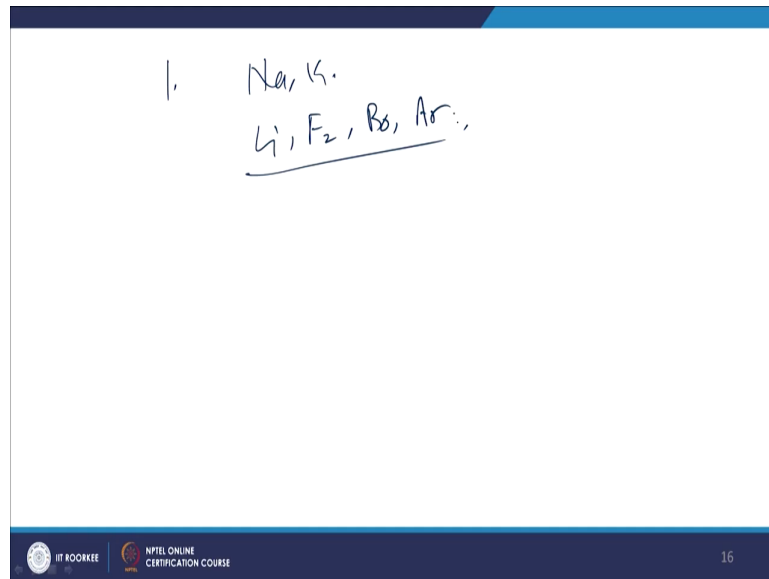 1. Na, K.
Li, F₂, Br, Ar.,
IIT ROORKEE
NPTEL ONLINE
CERTIFICATION COURSE
16